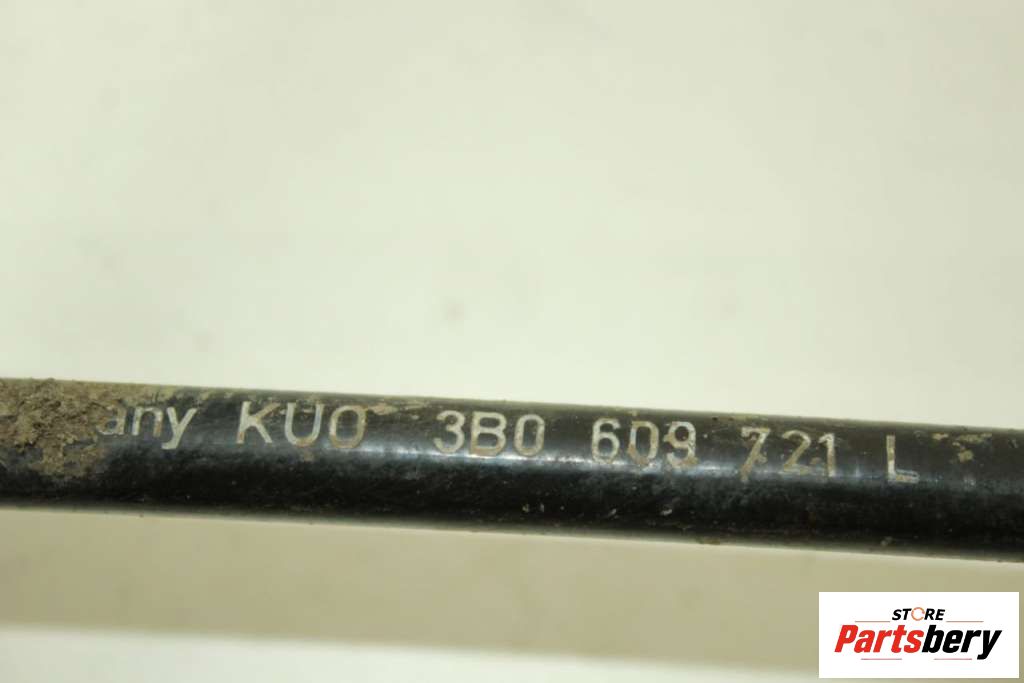 any KUO 3B0 609 721 L
STORE
Partsbery